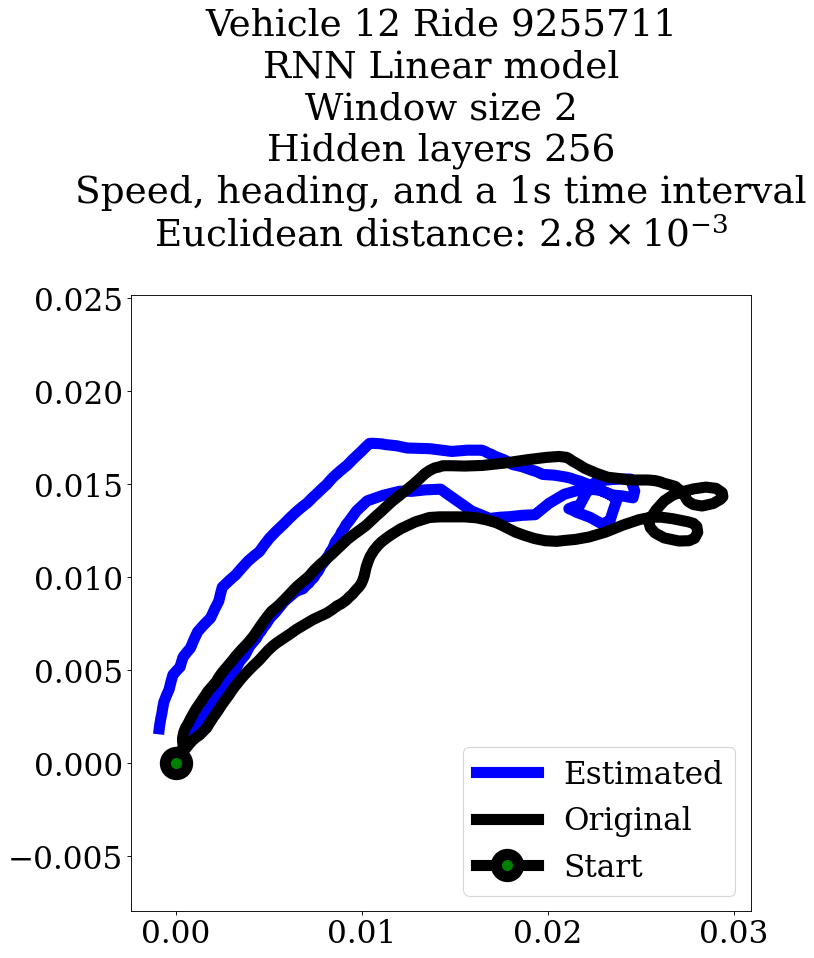 Vehicle 12 Ride 9255711
RNN Linear model
Window size 2
Hidden layers 256
Speed, heading, and a 1s time interval
Euclidean distance: 2.8 × 10⁻³
0.025
0.020
0.015
0.010
0.005
0.000
−0.005
Estimated
Original
Start
0.00 0.01 0.02 0.03